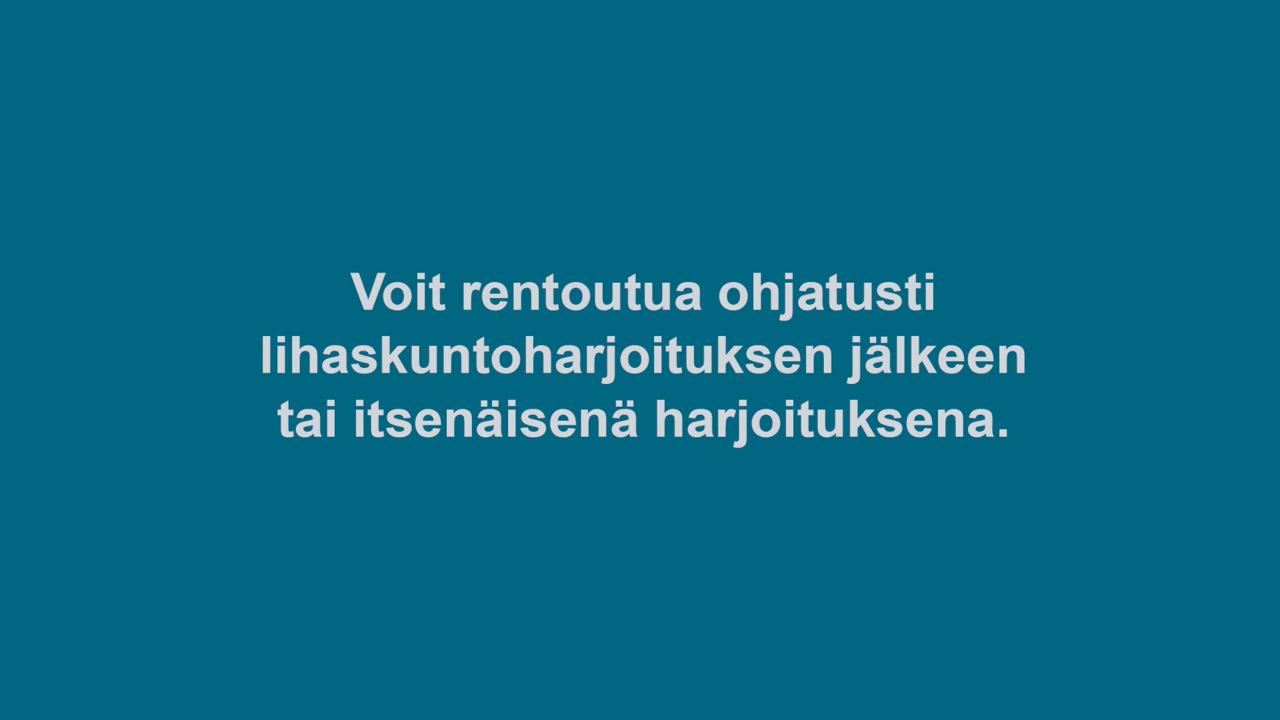 Voit rentoutua ohjatusti
lihaskuntoharjoituksen jälkeen
tai itsenäisenä harjoituksena.